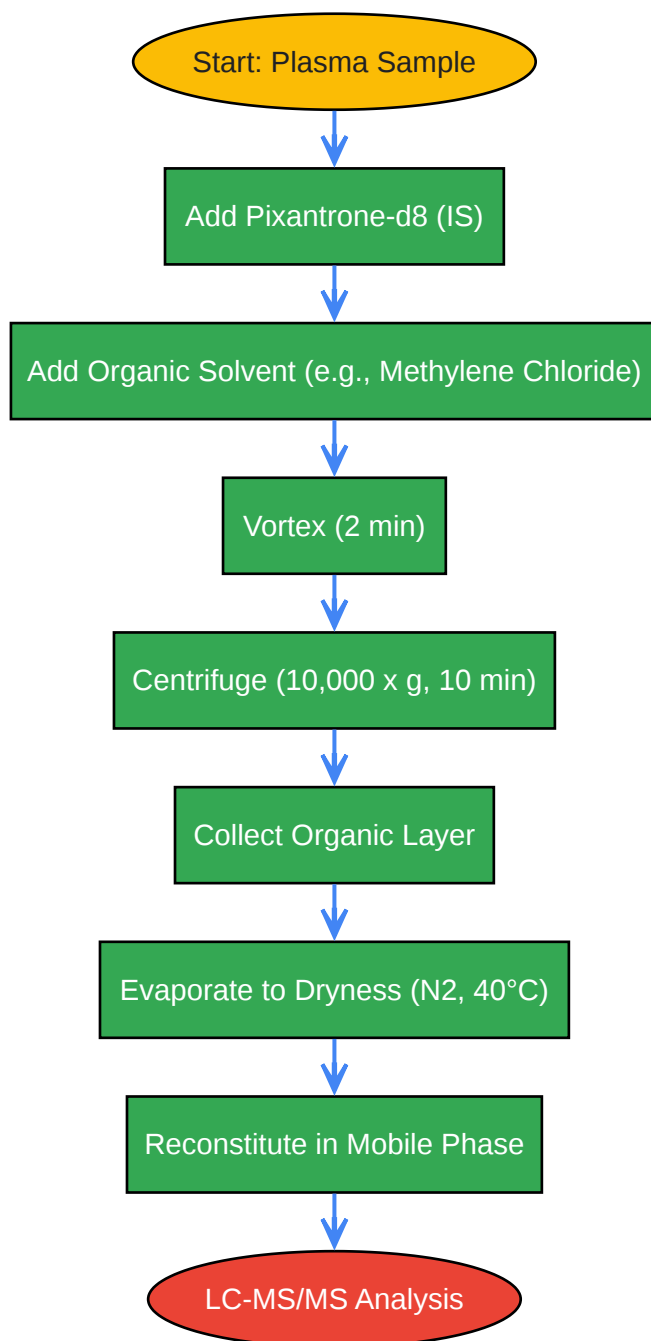 Start: Plasma Sample
Add Pixantrone-d8 (IS)
Add Organic Solvent (e.g., Methylene Chloride)
Vortex (2 min)
Centrifuge (10,000 x g, 10 min)
Collect Organic Layer
Evaporate to Dryness (N2, 40°C)
Reconstitute in Mobile Phase
LC-MS/MS Analysis